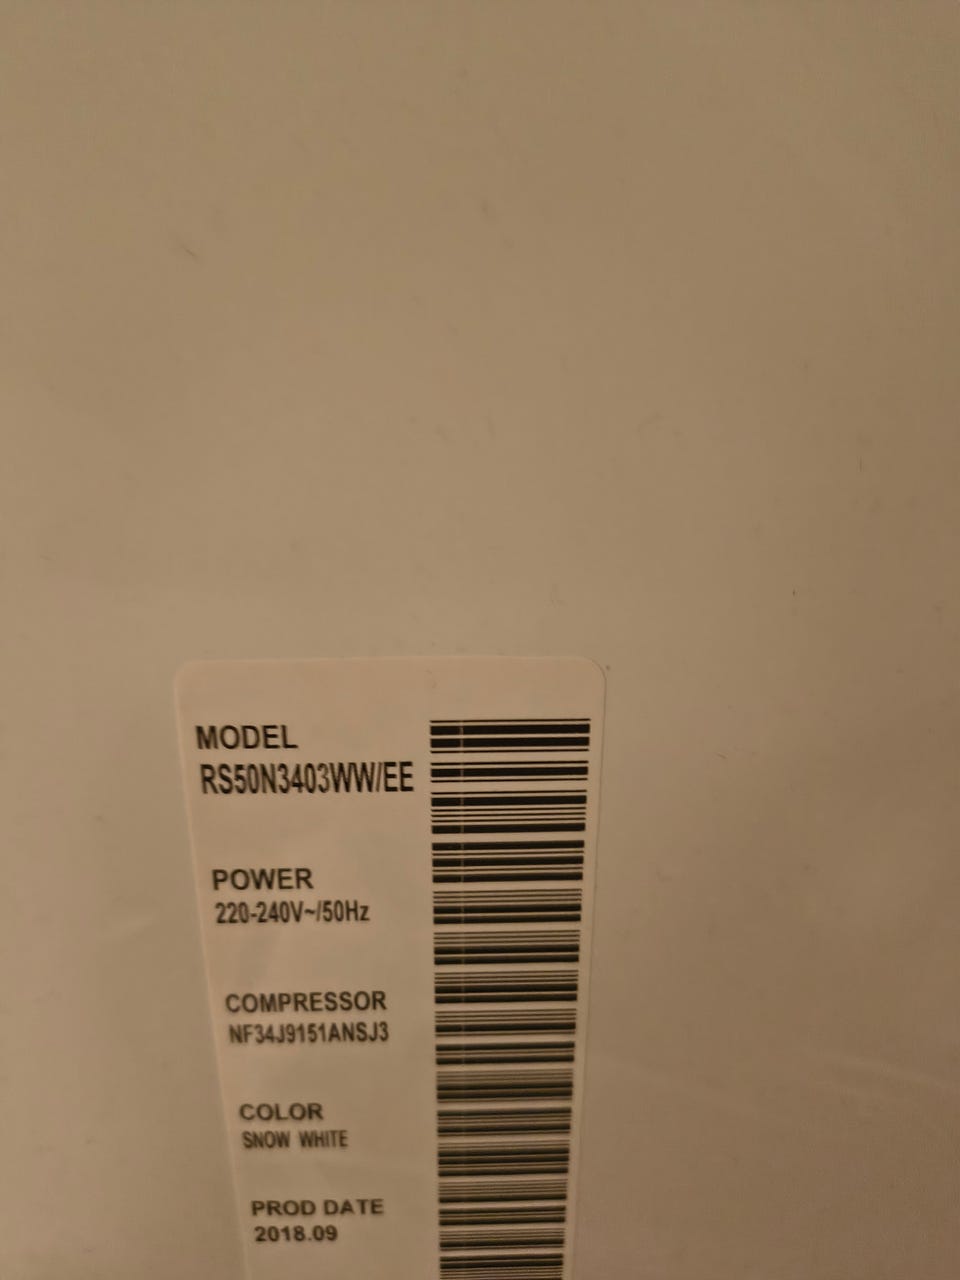 MODEL
RS50N3403WW/EE
POWER
220-240V~/50Hz
COMPRESSOR
NF34J9151ANSJ3
COLOR
SNOW WHITE
PROD DATE
2018.09